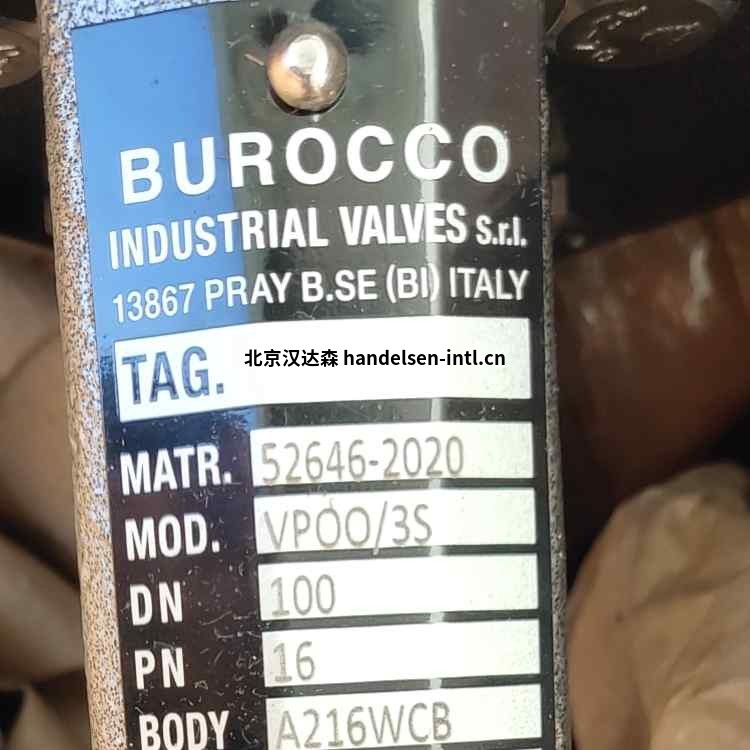 BUROCCO
INDUSTRIAL VALVES S.r.l.
13867 PRAY B.SE (BI) ITALY
TAG. 北京汉达森 handelsen-intl.cn
MATR. 52646-2020
MOD. VPOO/3S
DN 100
PN 16
BODY A216WCB